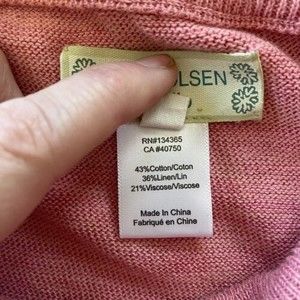 LSEN
RN#134365
CA#40750
43%Cotton/Coton
36%Linen/Lin
21%Viscose/Viscose
Made In China
Fabriqué en Chine